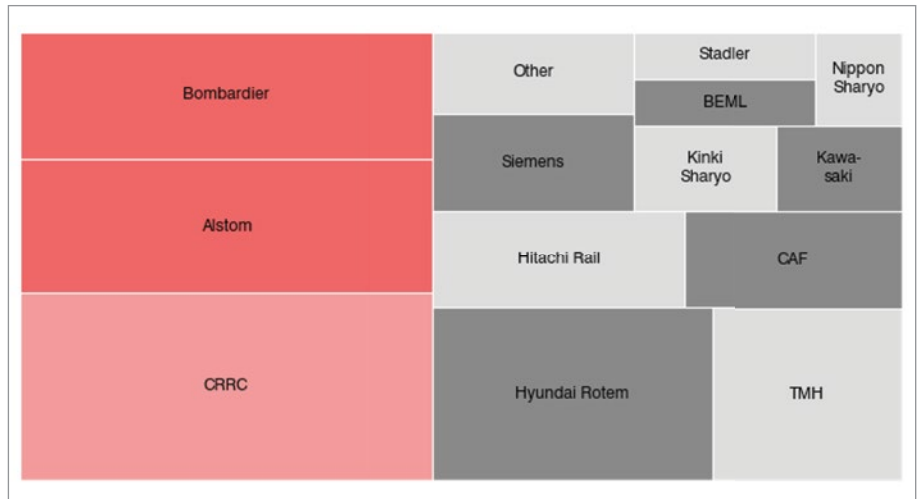 Bombardier
Alstom
CRRC
Other
Siemens
Stadler
BEML
Nippon
Sharyo
Kinki
Sharyo
Kawa-
saki
Hitachi Rail
CAF
Hyundai Rotem
TMH